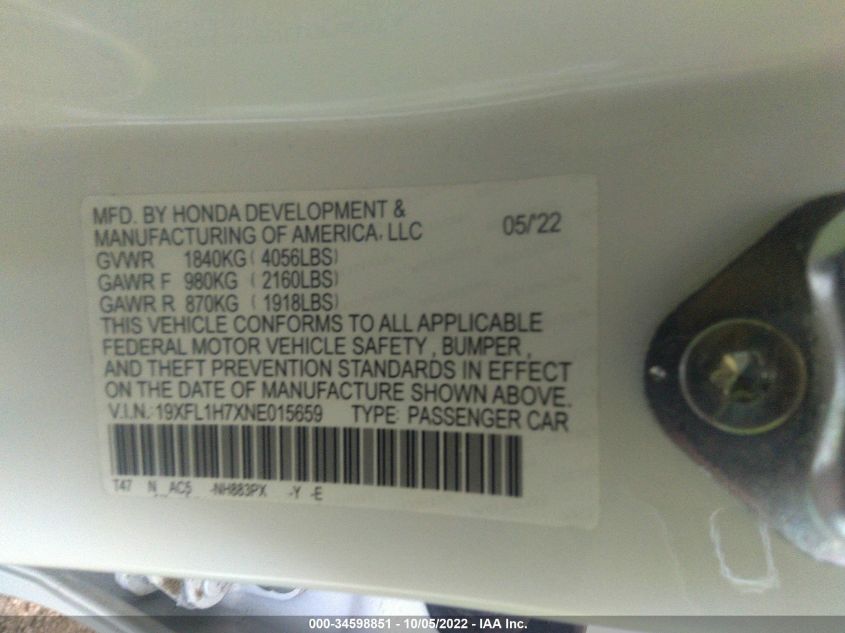 MFD. BY HONDA DEVELOPMENT &
MANUFACTURING OF AMERICA, LLC 05/'22
GVWR 1840KG ( 4056LBS)
GAWR F 980KG ( 2160LBS)
GAWR R 870KG ( 1918LBS)
THIS VEHICLE CONFORMS TO ALL APPLICABLE
FEDERAL MOTOR VEHICLE SAFETY , BUMPER ,
AND THEFT PREVENTION STANDARDS IN EFFECT
ON THE DATE OF MANUFACTURE SHOWN ABOVE.
V.I.N.: 19XFL1H7XNE015659 TYPE: PASSENGER CAR
T47 N AC5 -NH883PX -Y -E
000-34598851 - 10/05/2022 - IAA Inc.